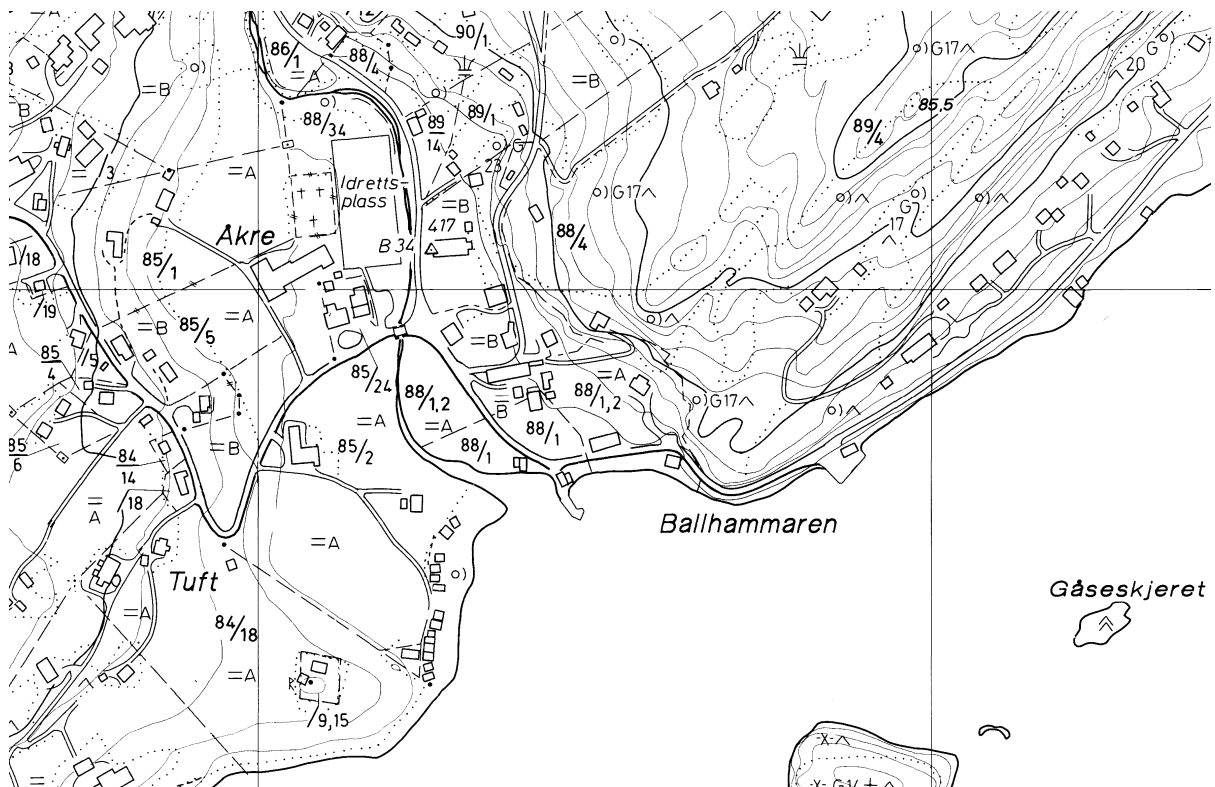 =A
86/1
88/4
90/1
G17
G
20
85.5
=B
=A
88/34
89/14
89/1
89/4
=B
23
G17
G
3
=A
Idretts-
plass
=B
17
Åkre
417
B 34
88/4
/18
85/1
/19
=B
85/5
=A
=B
85/4
/5
85/24
88/1,2
=A
88/1,2
G17
=B
=A
=A
85/2
88/1
88/1
85/6
84/14
=B
/18
=A
=A
Ballhammaren
Tuft
Gåseskjeret
=A
84/18
=A
/9,15